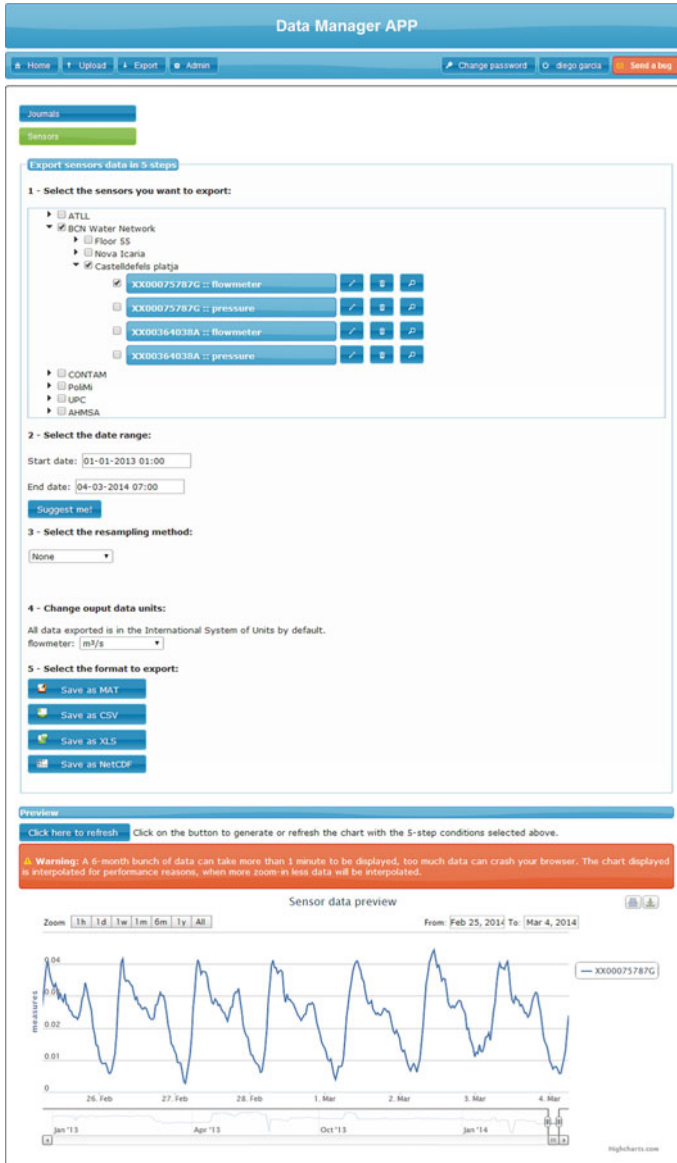 Data Manager APP
Home Upload Export Admin Change password diego garcia Send a bug
Journals
Sensors
Export sensors data in 5 steps
1 - Select the sensors you want to export:
ATLL
BCN Water Network
Floor SS
Nova Icaria
Castelldefels platja
XX00075787G :: flowmeter
XX00075787G :: pressure
XX00364038A :: flowmeter
XX00364038A :: pressure
CONTAM
PoliMi
UPC
AHMSA
2 - Select the date range:
Start date: 01-01-2013 01:00
End date: 04-03-2014 07:00
Suggest me!
3 - Select the resampling method:
None
4 - Change ouput data units:
All data exported is in the International System of Units by default.
flowmeter: m³/s
5 - Select the format to export:
Save as MAT
Save as CSV
Save as XLS
Save as NetCDF
Preview
Click here to refresh Click on the button to generate or refresh the chart with the 5-step conditions selected above.
Warning: A 6-month bunch of data can take more than 1 minute to be displayed, too much data can crash your browser. The chart displayed
is interpolated for performance reasons, when more zoom-in less data will be interpolated.
Sensor data preview
Zoom 1h 1d 1w 1m 6m 1y All From: Feb 25, 2014 To: Mar 4, 2014
0.04
XX00075787G
0.03
measures
0.02
0.01
0
26. Feb 27. Feb 28. Feb 1. Mar 2. Mar 3. Mar 4. Mar
Jan '13 Apr '13 Oct '13 Jan '14
Highcharts.com